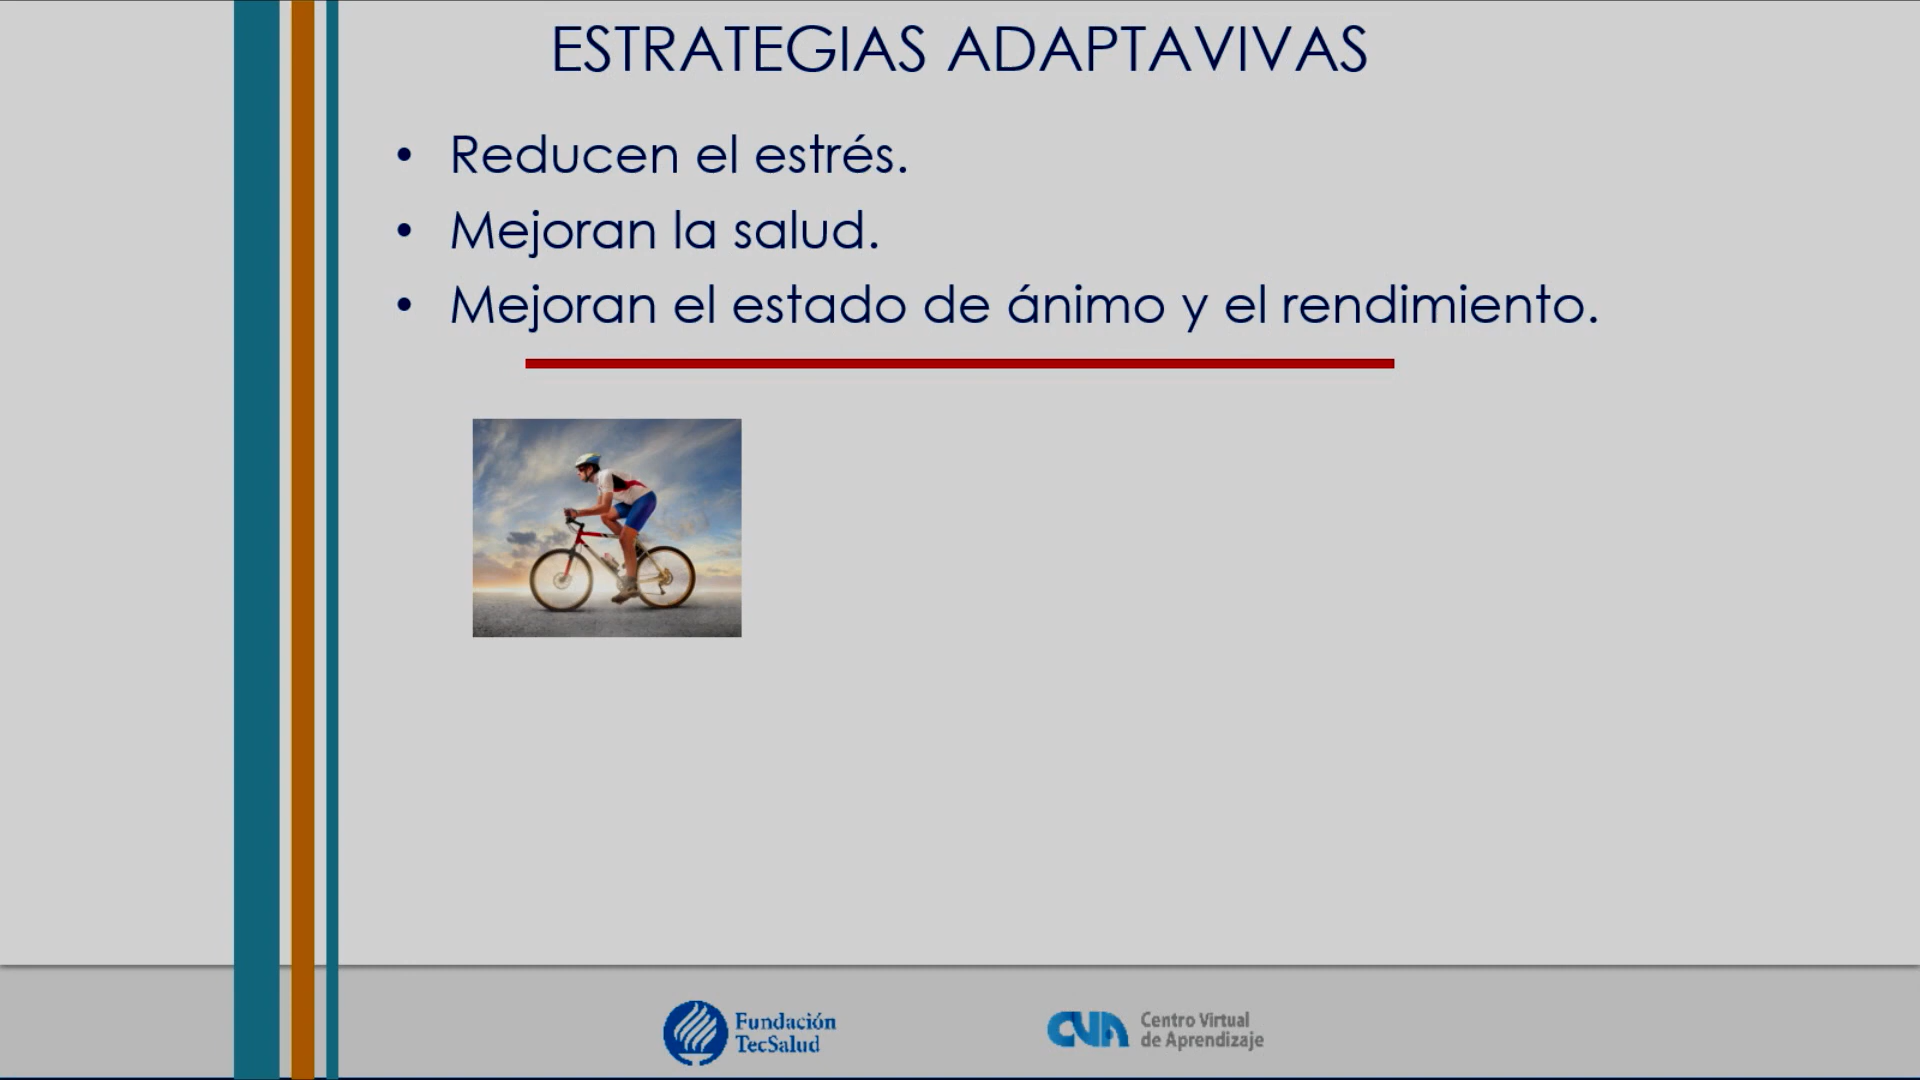 ESTRATEGIAS ADAPTAVIVAS
• Reducen el estrés.
• Mejoran la salud.
• Mejoran el estado de ánimo y el rendimiento.
Fundación
TecSalud
CVA
Centro Virtual
de Aprendizaje